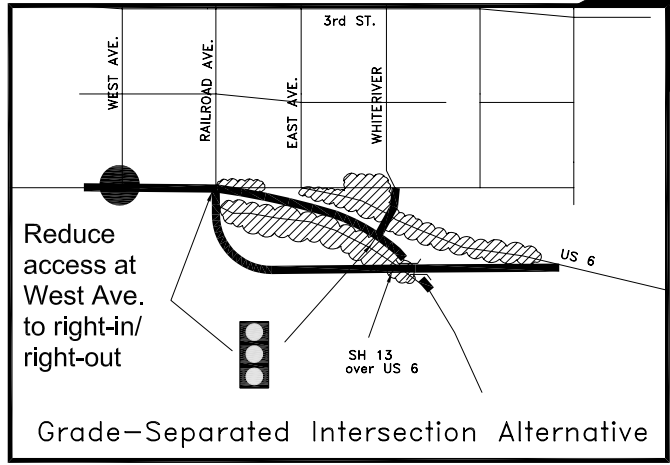 3rd ST.
WEST AVE.
RAILROAD AVE.
EAST AVE.
WHITERIVER
Reduce
access at
West Ave.
to right-in/
right-out
US 6
SH 13
over US 6
Grade-Separated Intersection Alternative